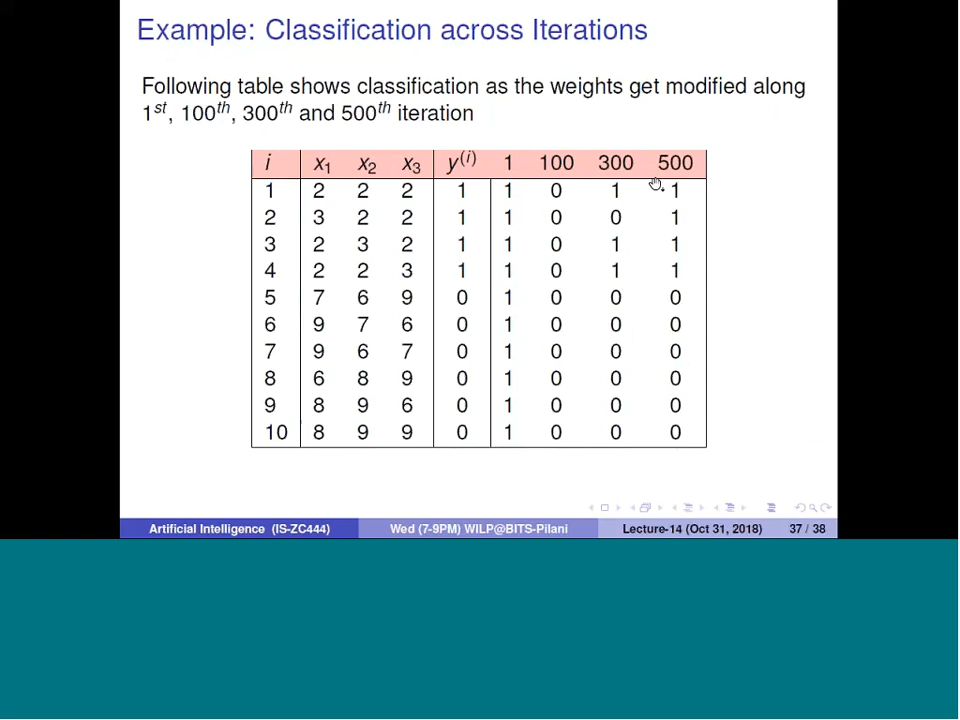 Example: Classification across Iterations
Following table shows classification as the weights get modified along
1st, 100th, 300th and 500th iteration
i x1 x2 x3 y(i) 1 100 300 500
1 2 2 2 1 1 0 1 1
2 3 2 2 1 1 0 0 1
3 2 3 2 1 1 0 1 1
4 2 2 3 1 1 0 1 1
5 7 6 9 0 1 0 0 0
6 9 7 6 0 1 0 0 0
7 9 6 7 0 1 0 0 0
8 6 8 9 0 1 0 0 0
9 8 9 6 0 1 0 0 0
10 8 9 9 0 1 0 0 0
Artificial Intelligence (IS-ZC444) Wed (7-9PM) WILP@BITS-Pilani Lecture-14 (Oct 31, 2018) 37 / 38